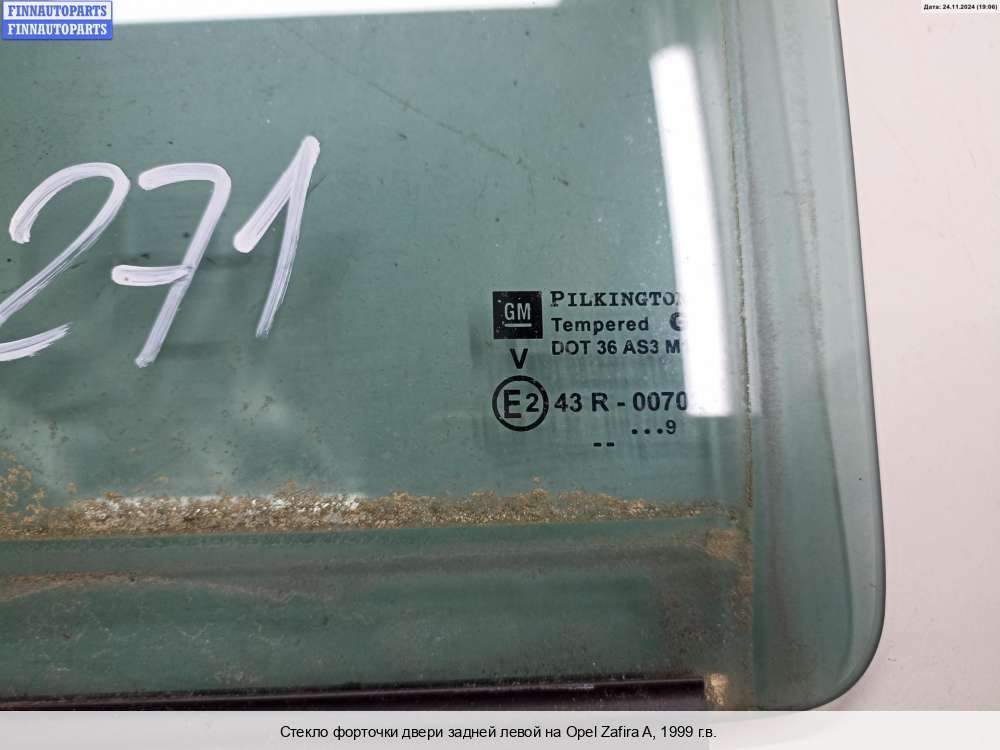 FINNAUTOPARTS
FINNAUTOPARTS
Дата: 24.11.2024 (19:06)
271
GM
PILKINGTON
Tempered
V
DOT 36 AS3
E2 43 R - 0070
...9
--
Стекло форточки двери задней левой на Opel Zafira A, 1999 г.в.